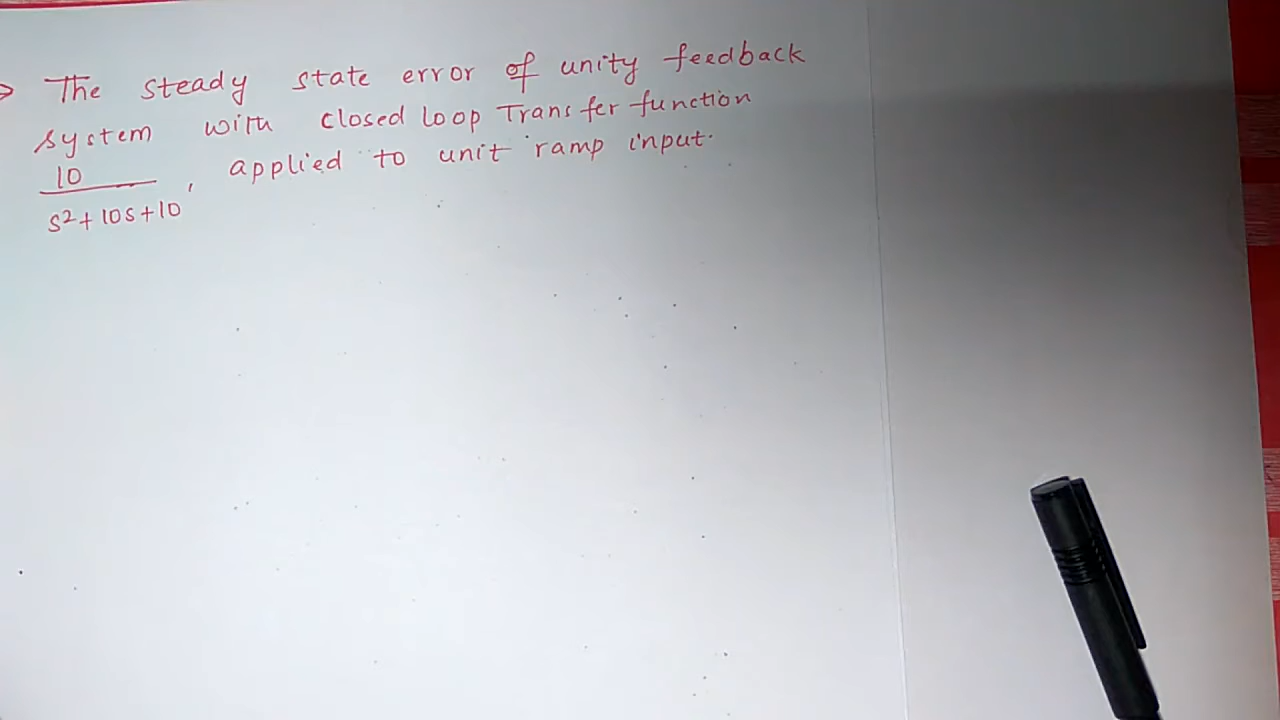 > The steady state error of unity feedback
system with closed loop Transfer function
10
s²+10s+10 , applied to unit ramp input.